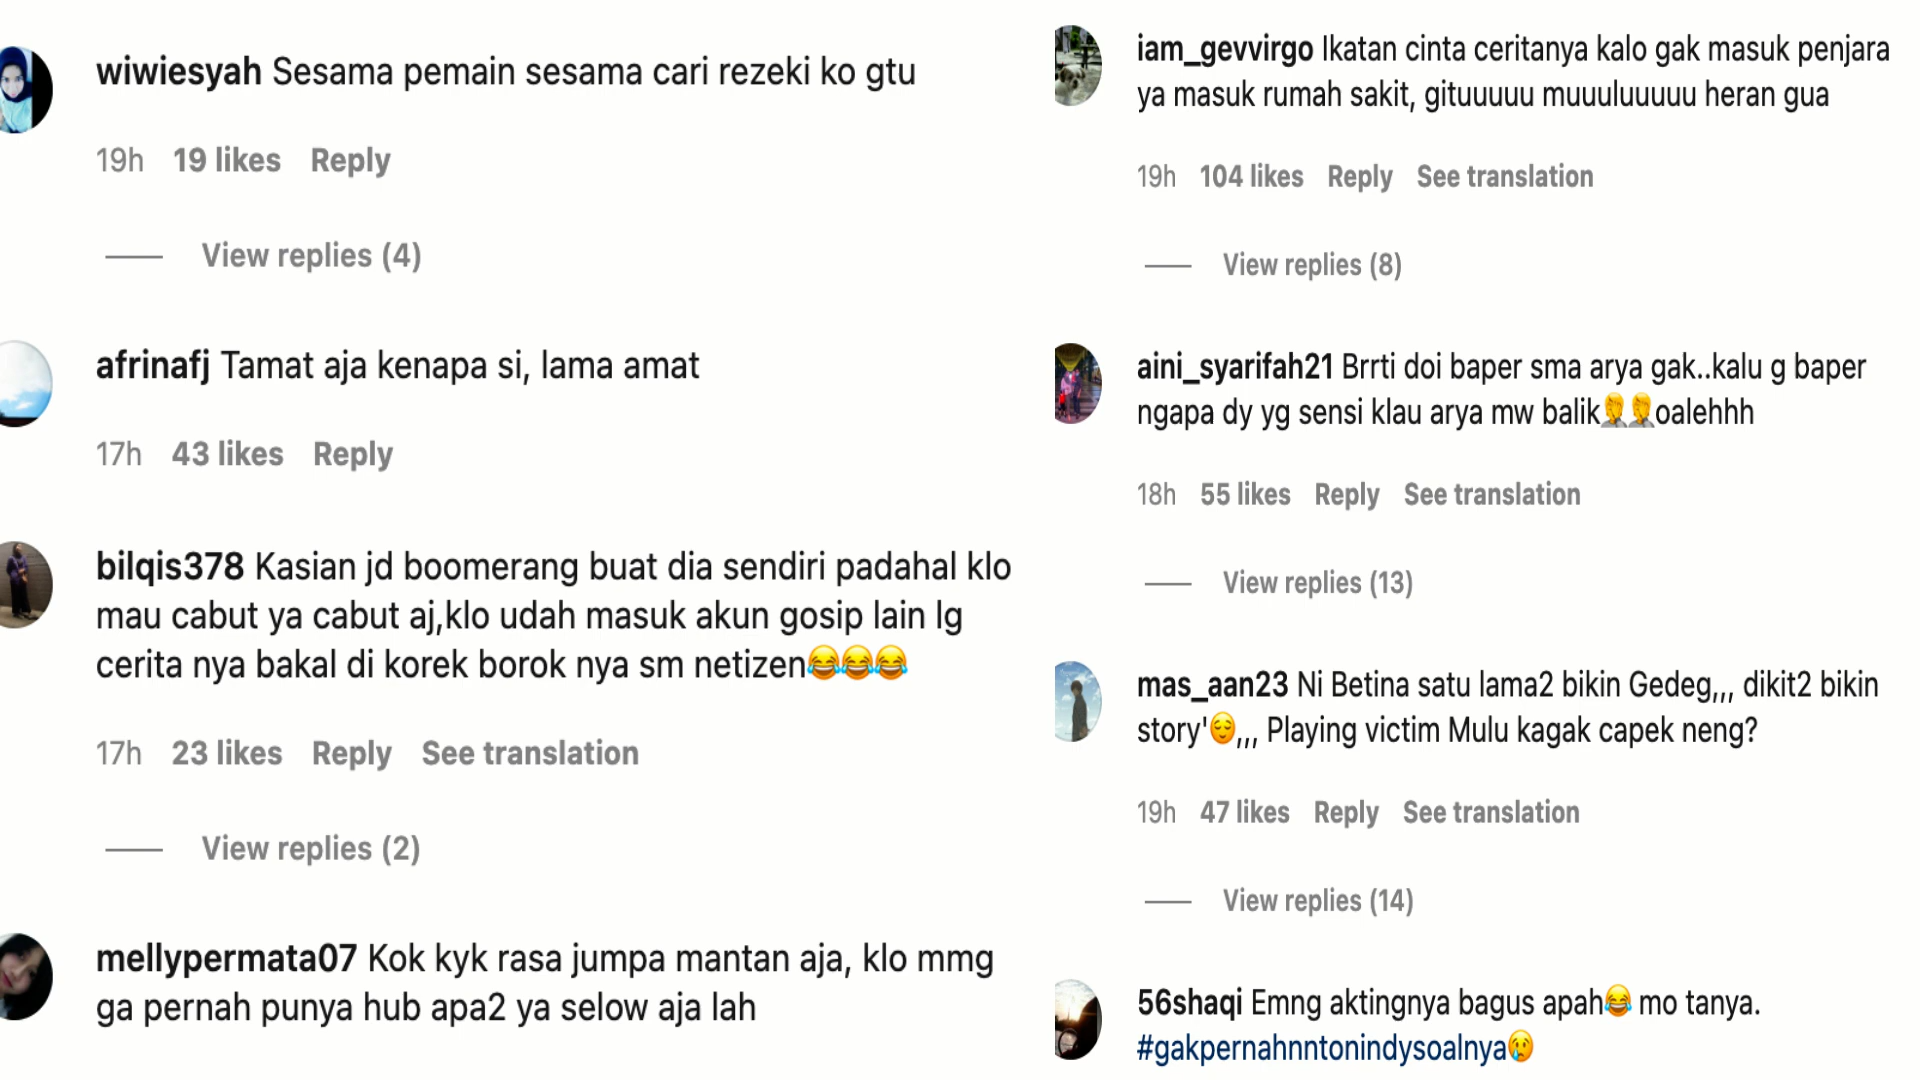 wiwiesyah Sesama pemain sesama cari rezeki ko gtu
19h 19 likes Reply
View replies (4)
afrinafj Tamat aja kenapa si, lama amat
17h 43 likes Reply
bilqis378 Kasian jd boomerang buat dia sendiri padahal klo
mau cabut ya cabut aj,klo udah masuk akun gosip lain lg
cerita nya bakal di korek borok nya sm netizen😂😂😂
17h 23 likes Reply See translation
View replies (2)
mellypermata07 Kok kyk rasa jumpa mantan aja, klo mmg
ga pernah punya hub apa2 ya selow aja lah
iam_gevvirgo Ikatan cinta ceritanya kalo gak masuk penjara
ya masuk rumah sakit, gituuuuu muuuluuuuu heran gua
19h 104 likes Reply See translation
View replies (8)
aini_syarifah21 Brrti doi baper sma arya gak..kalu g baper
ngapa dy yg sensi klau arya mw balik🤦🤦oalehhh
18h 55 likes Reply See translation
View replies (13)
mas_aan23 Ni Betina satu lama2 bikin Gedeg,,, dikit2 bikin
story'😌,,, Playing victim Mulu kagak capek neng?
19h 47 likes Reply See translation
View replies (14)
56shaqi Emng aktingnya bagus apah😂 mo tanya.
#gakpernahnntonindysoalnya😢